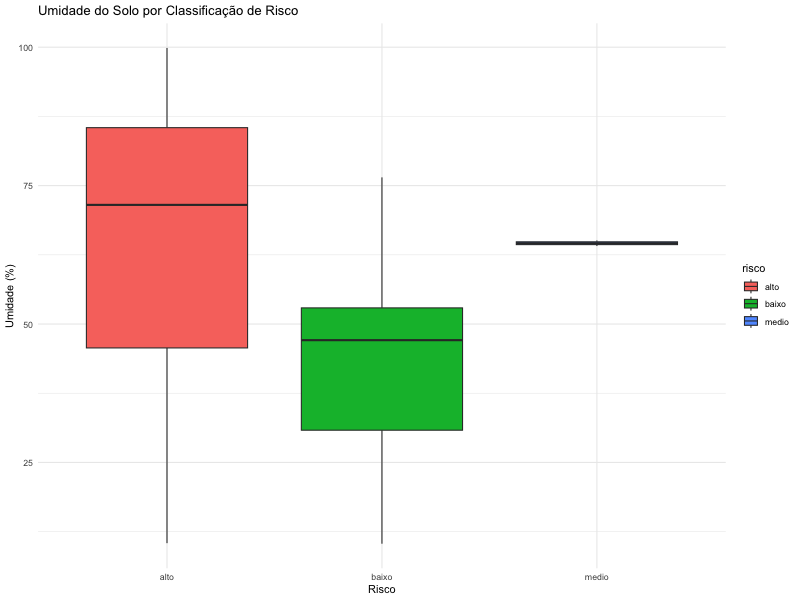 Umidade do Solo por Classificação de Risco
Umidade (%)
100
75
50
25
alto
baixo
medio
Risco
risco
alto
baixo
medio